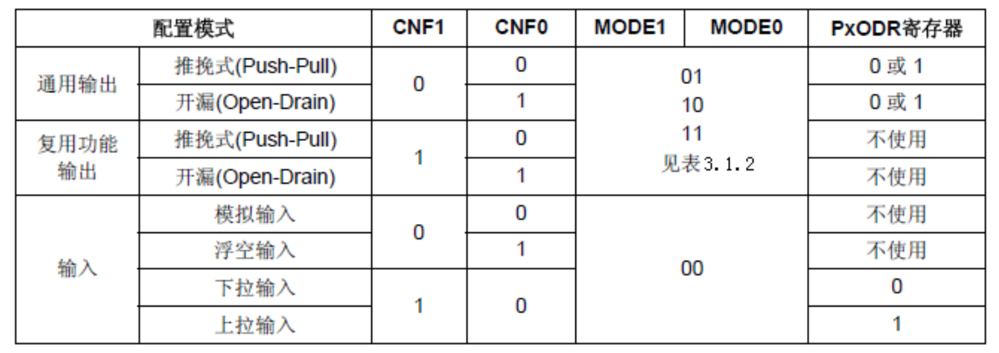 配置模式 CNF1 CNF0 MODE1 MODE0 PxODR寄存器
通用输出 推挽式(Push-Pull) 0 0 01 0 或 1
开漏(Open-Drain) 1 10 0 或 1
复用功能 推挽式(Push-Pull) 1 0 11 不使用
输出 开漏(Open-Drain) 1 见表3.1.2 不使用
输入 模拟输入 0 0 00 不使用
浮空输入 1 不使用
下拉输入 1 0 0
上拉输入 1